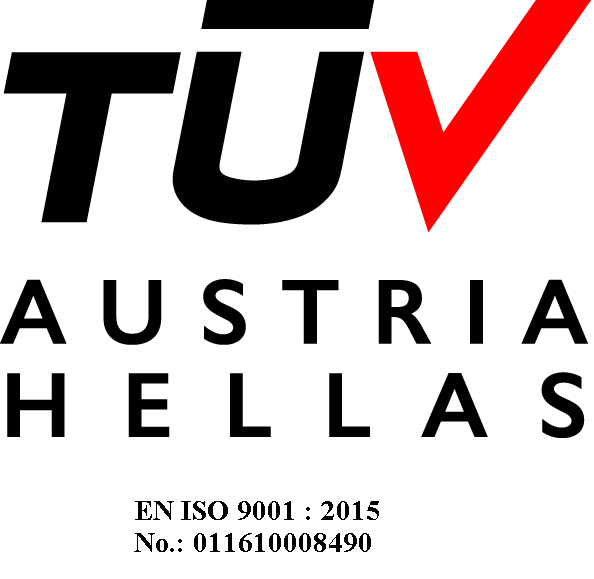 TÜV
AUSTRIA
HELLAS
EN ISO 9001 : 2015
No.: 011610008490